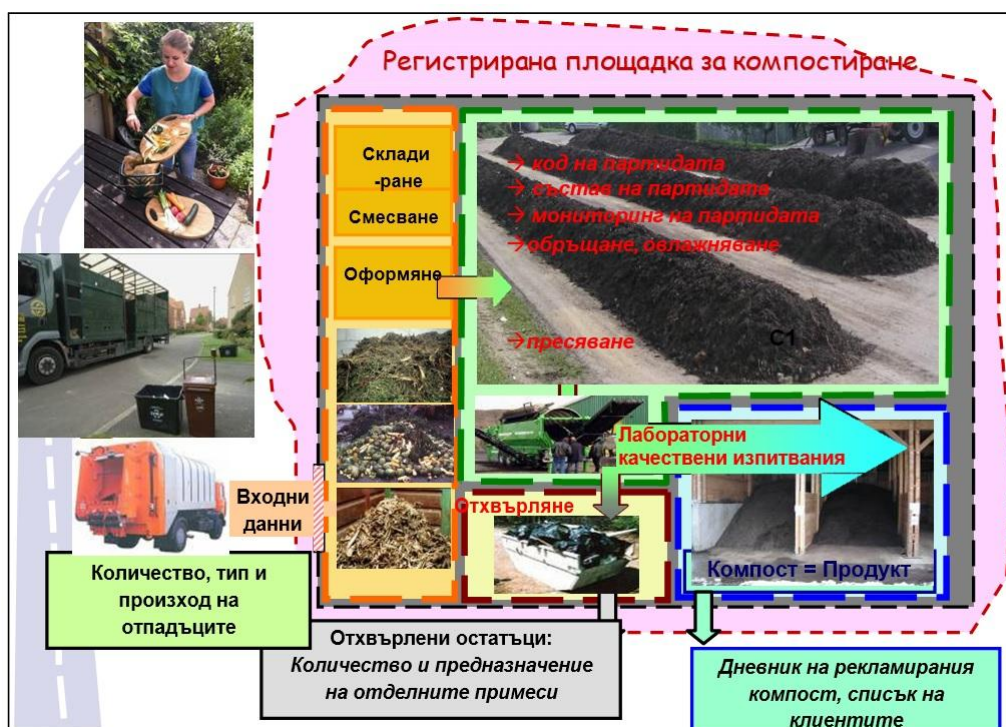 Регистрирана площадка за компостиране
Склади
-ране
Смесване
Оформяне
→ код на партидата
→ състав на партидата
→ мониторинг на партидата
→ обръщане, овлажняване
→ пресяване
C1
Лабораторни
качествени изпитвания
Отхвърляне
Входни
данни
Компост = Продукт
Количество, тип и
произход на
отпадъците
Отхвърлени остатъци:
Количество и предназначение
на отделните примеси
Дневник на рекламирания
компост, списък на
клиентите